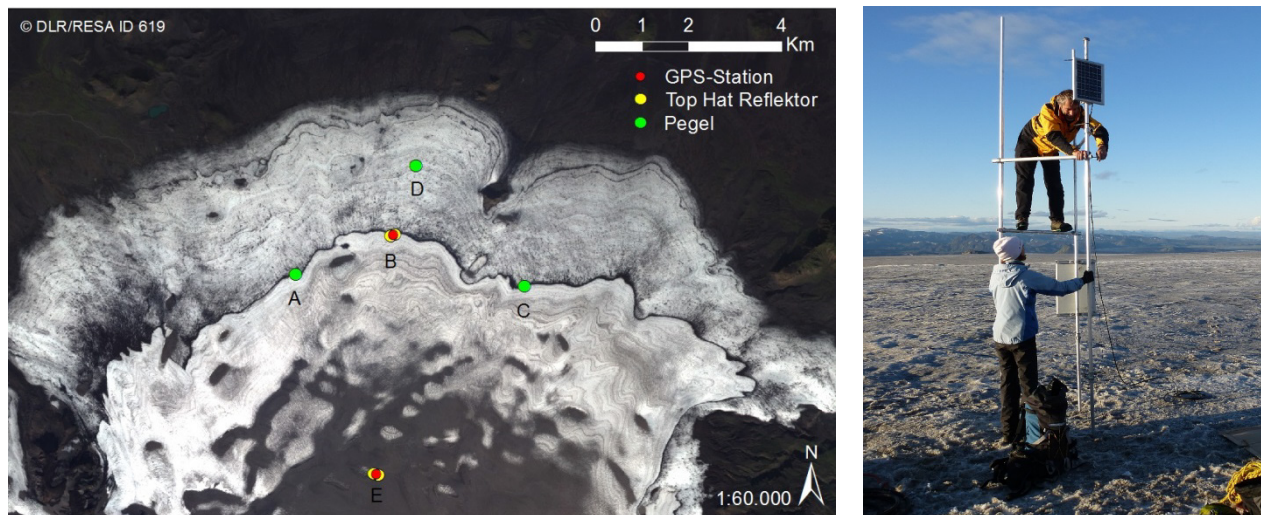 © DLR/RESA ID 619
0 1 2 4
Km
GPS-Station
Top Hat Reflektor
Pegel
D
B
A
C
E
N
1:60.000